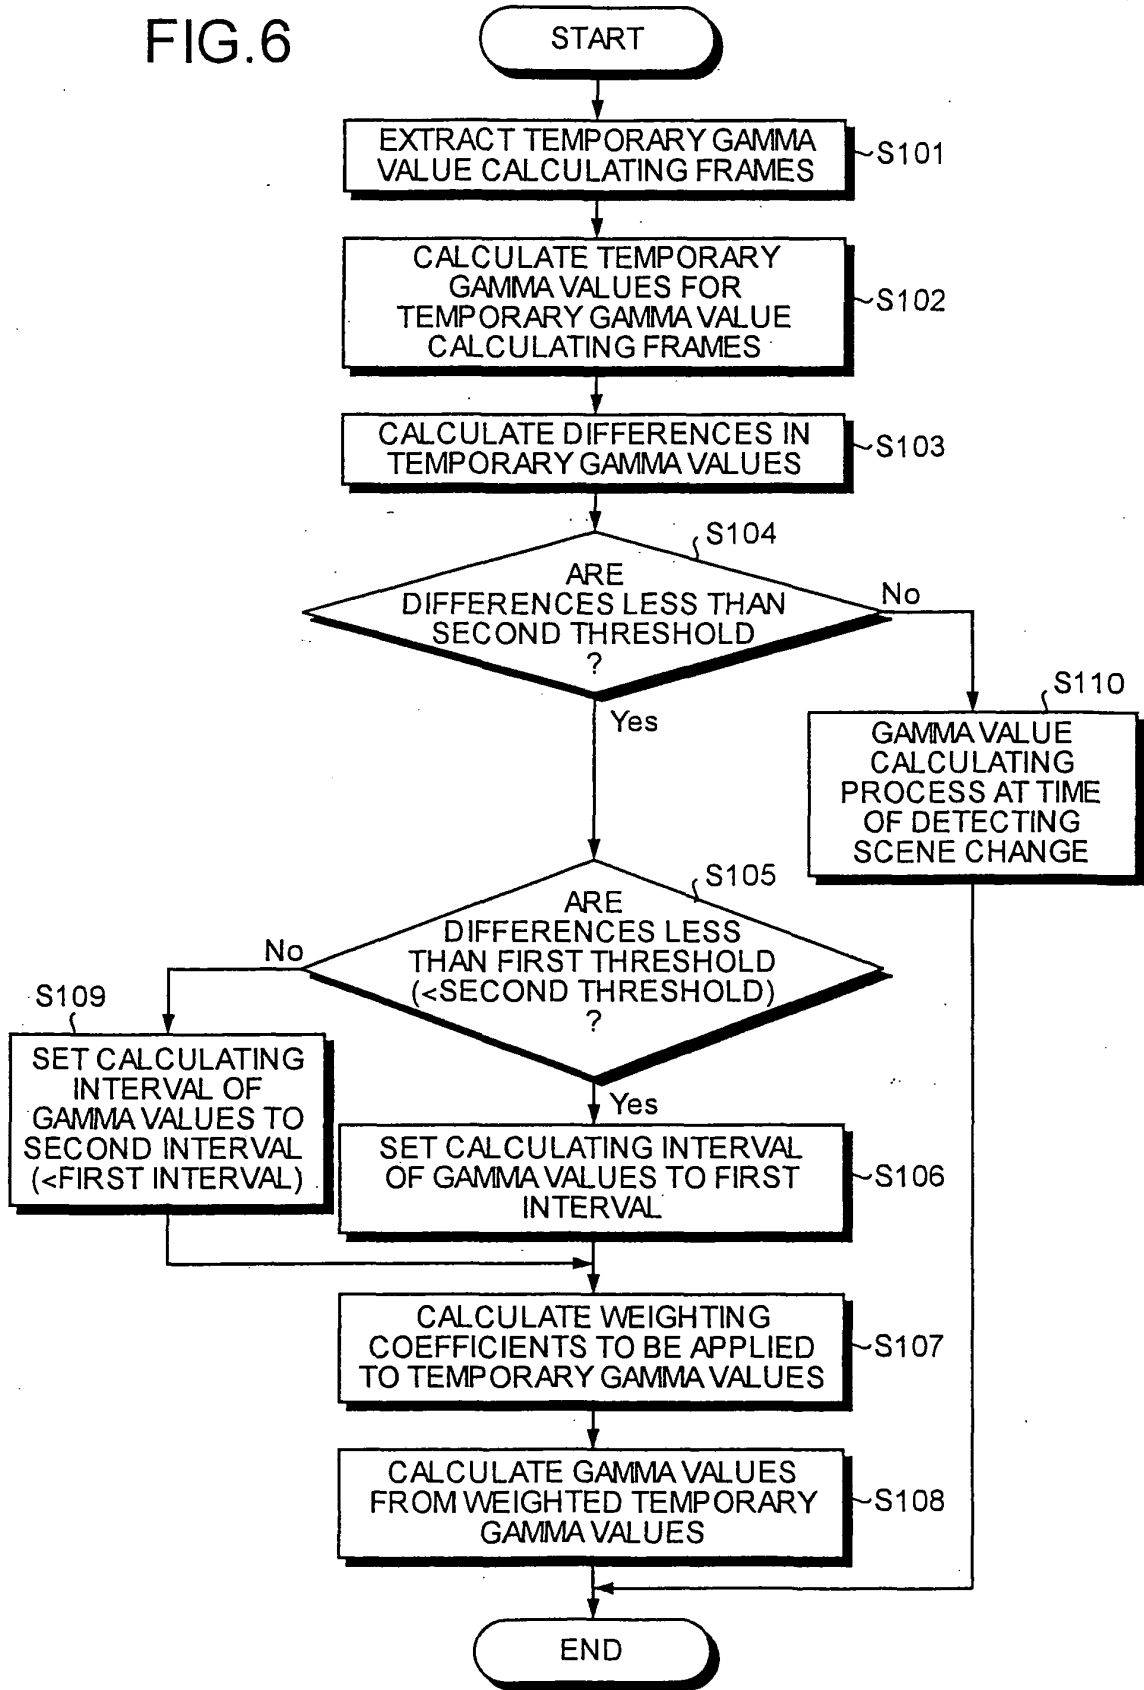 FIG.6
START
EXTRACT TEMPORARY GAMMA
VALUE CALCULATING FRAMES
S101
CALCULATE TEMPORARY
GAMMA VALUES FOR
TEMPORARY GAMMA VALUE
CALCULATING FRAMES
S102
CALCULATE DIFFERENCES IN
TEMPORARY GAMMA VALUES
S103
S104
ARE
DIFFERENCES LESS THAN
SECOND THRESHOLD
?
No
Yes
S110
GAMMA VALUE
CALCULATING
PROCESS AT TIME
OF DETECTING
SCENE CHANGE
S105
ARE
DIFFERENCES LESS
THAN FIRST THRESHOLD
(<SECOND THRESHOLD)
?
No
Yes
S109
SET CALCULATING
INTERVAL OF
GAMMA VALUES TO
SECOND INTERVAL
(<FIRST INTERVAL)
SET CALCULATING INTERVAL
OF GAMMA VALUES TO FIRST
INTERVAL
S106
CALCULATE WEIGHTING
COEFFICIENTS TO BE APPLIED
TO TEMPORARY GAMMA VALUES
S107
CALCULATE GAMMA VALUES
FROM WEIGHTED TEMPORARY
GAMMA VALUES
S108
END